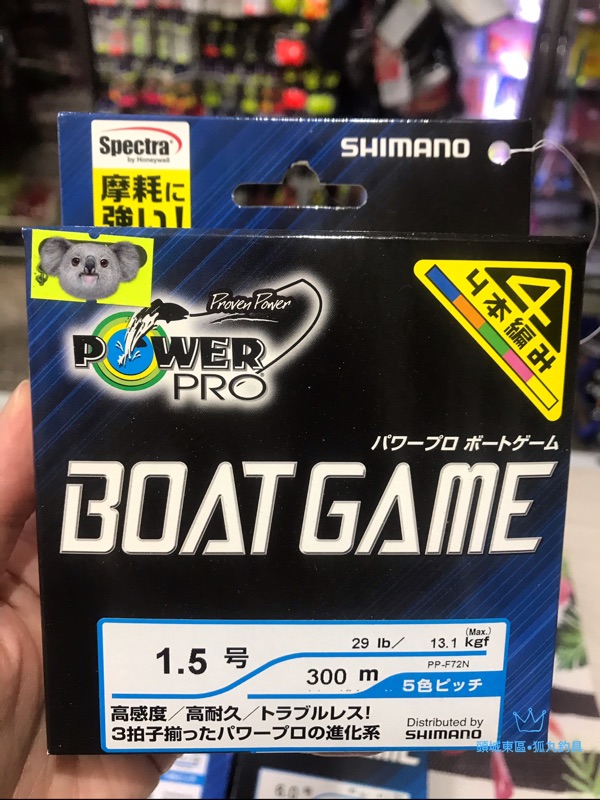 Spectra
by Honeywell
SHIMANO
摩耗に
強い!
Proven Power
POWER
PRO
4
4本編み
パワープロ ボートゲーム
BOAT GAME
1.5 号
29 lb/ 13.1 kgf
(Max.)
300 m
PP-F72N
5色ピッチ
高感度/高耐久/トラブルレス!
3拍子揃ったパワープロの進化系
Distributed by
SHIMANO
頭城東區•狐丸釣具